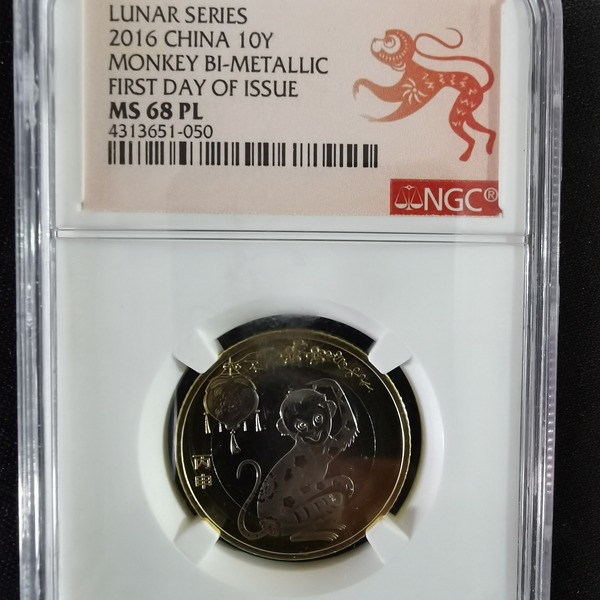 LUNAR SERIES
2016 CHINA 10Y
MONKEY BI-METALLIC
FIRST DAY OF ISSUE
MS 68 PL
4313651-050
NGC®